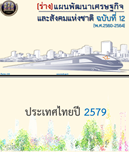 (ร่าง)แผนพัฒนาเศรษฐกิจ
และสังคมแห่งชาติ ฉบับที่ 12
(พ.ศ.2560-2564)
ประเทศไทยปี 2579